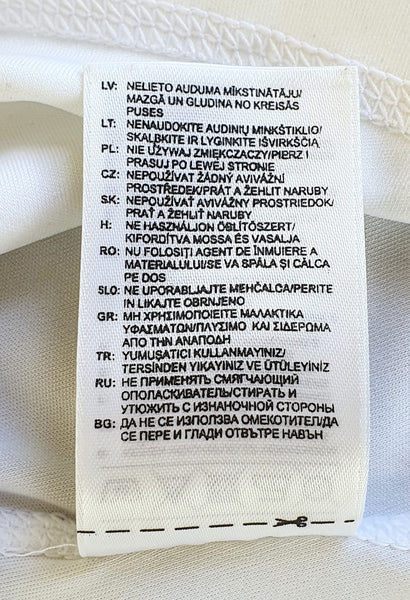 LV: NELIETO AUDUMA MĪKSTINĀTĀJU/
MAZGĀ UN GLUDINA NO KREISĀS
PUSES
LT: NENAUDOKITE AUDINIŲ MINKŠTIKLIO/
SKALBKITE IR LYGINKITE IŠVIRKŠČIĄ
PL: NIE UŻYWAJ ZMIĘKCZACZY/PIERZ I
PRASUJ PO LEWEJ STRONIE
CZ: NEPOUŽÍVAT ŽÁDNÝ AVIVÁŽNÍ
PROSTŘEDEK/PRÁT A ŽEHLIT NARUBY
SK: NEPOUŽÍVAŤ AVIVÁŽNY PROSTRIEDOK/
PRAŤ A ŽEHLIŤ NARUBY
H: NE HASZNÁLJON ÖBLÍTŐSZERT/
KIFORDÍTVA MOSSA ÉS VASALJA
RO: NU FOLOSIȚI AGENT DE ÎNMUIERE A
MATERIALULUI/SE VA SPĂLA ȘI CĂLCA
PE DOS
SLO: NE UPORABLJAJTE MEHČALCA/PERITE
IN LIKAJTE OBRNJENO
GR: ΜΗ ΧΡΗΣΙΜΟΠΟΙΕΙΤΕ ΜΑΛΑΚΤΙΚΑ
ΥΦΑΣΜΑΤΩΝ/ΠΛΥΣΙΜΟ ΚΑΙ ΣΙΔΕΡΩΜΑ
ΑΠΟ ΤΗΝ ΑΝΑΠΟΔΗ
TR: YUMUŞATICI KULLANMAYINIZ/
TERSİNDEN YIKAYINIZ VE ÜTÜLEYİNİZ
RU: НЕ ПРИМЕНЯТЬ СМЯГЧАЮЩИЙ
ОПОЛАСКИВАТЕЛЬ/СТИРАТЬ И
УТЮЖИТЬ С ИЗНАНОЧНОЙ СТОРОНЫ
BG: ДА НЕ СЕ ИЗПОЛЗВА ОМЕКОТИТЕЛ/ДА
СЕ ПЕРЕ И ГЛАДИ ОТВЪТРЕ НАВЪН